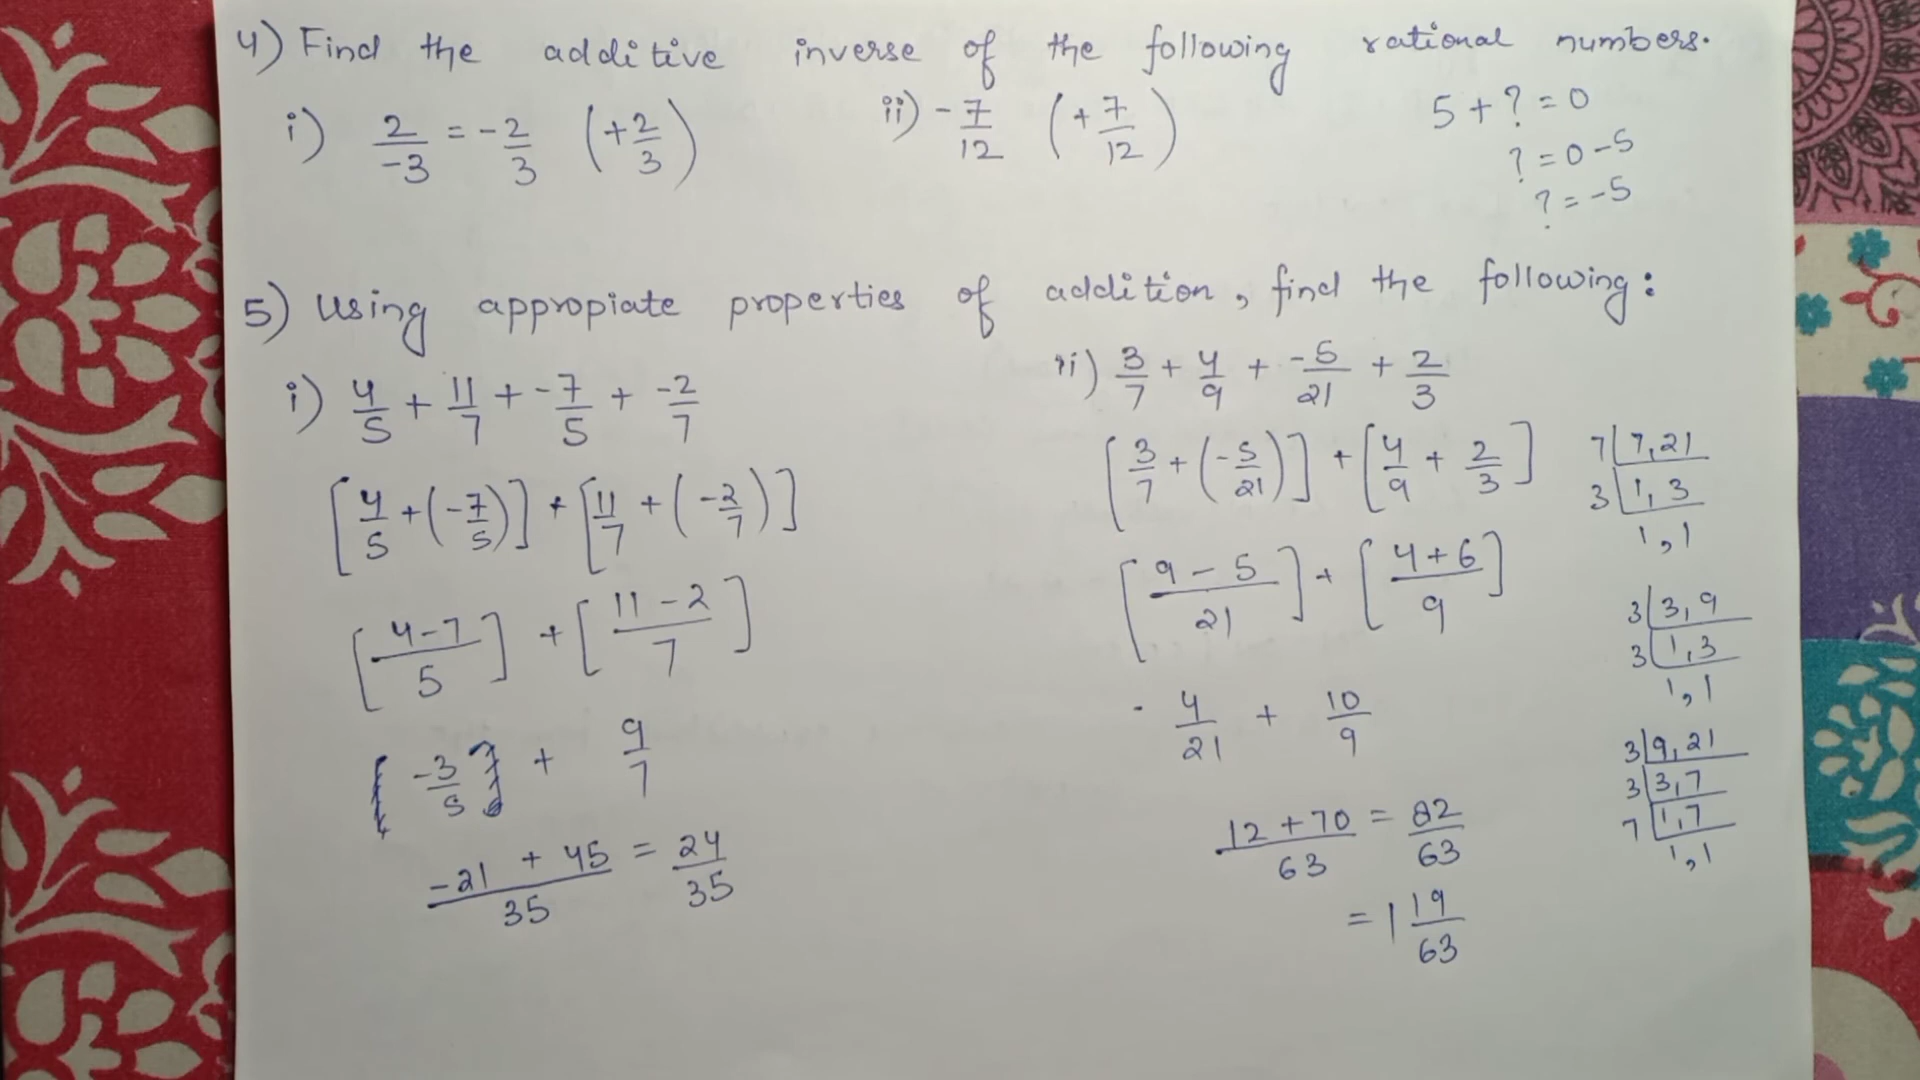 4) Find the additive inverse of the following rational numbers.
i) 2/-3 = -2/3 (+2/3)
ii) -7/12 (+7/12)
5 + ? = 0
? = 0 - 5
? = -5
5) Using appropiate properties of addition, find the following:
i) 4/5 + 11/7 + -7/5 + -2/7
[4/5 + (-7/5)] + [11/7 + (-2/7)]
[4-7/5] + [11-2/7]
[-3/5] + 9/7
-21 + 45/35 = 24/35
ii) 3/7 + 4/9 + -5/21 + 2/3
[3/7 + (-5/21)] + [4/9 + 2/3]
[9-5/21] + [4+6/9]
4/21 + 10/9
12+70/63 = 82/63
= 1 19/63
7 | 7, 21
3 | 1, 3
1, 1
3 | 3, 9
3 | 1, 3
1, 1
3 | 9, 21
3 | 3, 7
7 | 1, 7
1, 1